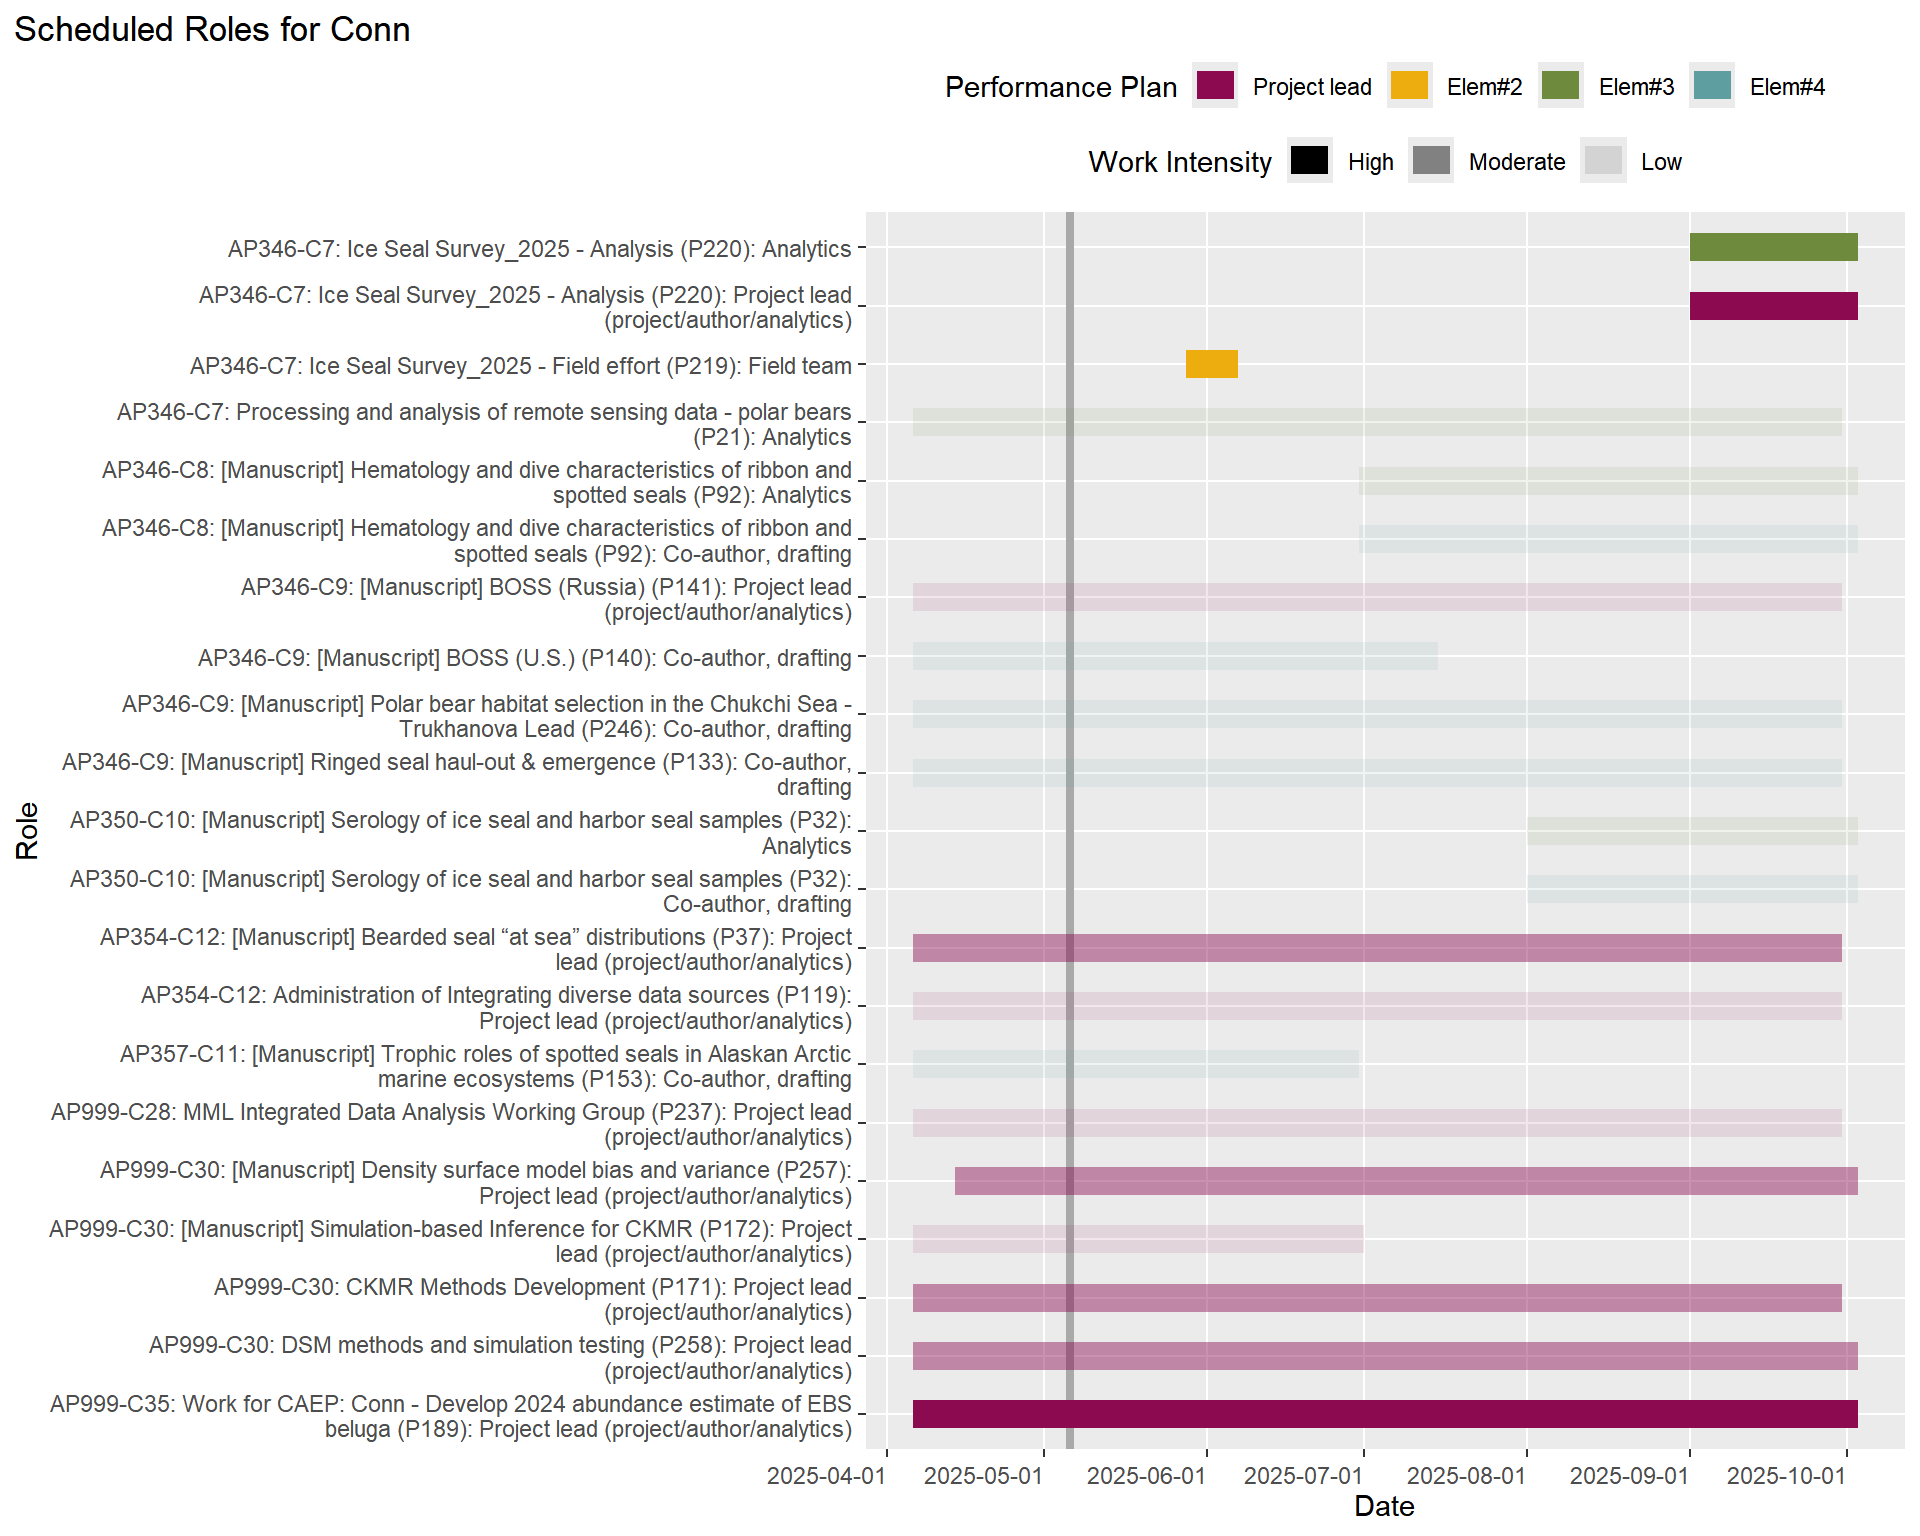 Scheduled Roles for Conn
Performance Plan Project lead Elem#2 Elem#3 Elem#4
Work Intensity High Moderate Low
AP346-C7: Ice Seal Survey_2025 - Analysis (P220): Analytics
AP346-C7: Ice Seal Survey_2025 - Analysis (P220): Project lead
(project/author/analytics)
AP346-C7: Ice Seal Survey_2025 - Field effort (P219): Field team
AP346-C7: Processing and analysis of remote sensing data - polar bears
(P21): Analytics
AP346-C8: [Manuscript] Hematology and dive characteristics of ribbon and
spotted seals (P92): Analytics
AP346-C8: [Manuscript] Hematology and dive characteristics of ribbon and
spotted seals (P92): Co-author, drafting
AP346-C9: [Manuscript] BOSS (Russia) (P141): Project lead
(project/author/analytics)
AP346-C9: [Manuscript] BOSS (U.S.) (P140): Co-author, drafting
AP346-C9: [Manuscript] Polar bear habitat selection in the Chukchi Sea -
Trukhanova Lead (P246): Co-author, drafting
AP346-C9: [Manuscript] Ringed seal haul-out & emergence (P133): Co-author,
drafting
AP350-C10: [Manuscript] Serology of ice seal and harbor seal samples (P32):
Analytics
AP350-C10: [Manuscript] Serology of ice seal and harbor seal samples (P32):
Co-author, drafting
AP354-C12: [Manuscript] Bearded seal “at sea” distributions (P37): Project
lead (project/author/analytics)
AP354-C12: Administration of Integrating diverse data sources (P119):
Project lead (project/author/analytics)
AP357-C11: [Manuscript] Trophic roles of spotted seals in Alaskan Arctic
marine ecosystems (P153): Co-author, drafting
AP999-C28: MML Integrated Data Analysis Working Group (P237): Project lead
(project/author/analytics)
AP999-C30: [Manuscript] Density surface model bias and variance (P257):
Project lead (project/author/analytics)
AP999-C30: [Manuscript] Simulation-based Inference for CKMR (P172): Project
lead (project/author/analytics)
AP999-C30: CKMR Methods Development (P171): Project lead
(project/author/analytics)
AP999-C30: DSM methods and simulation testing (P258): Project lead
(project/author/analytics)
AP999-C35: Work for CAEP: Conn - Develop 2024 abundance estimate of EBS
beluga (P189): Project lead (project/author/analytics)
Role
2025-04-01 2025-05-01 2025-06-01 2025-07-01 2025-08-01 2025-09-01 2025-10-01
Date